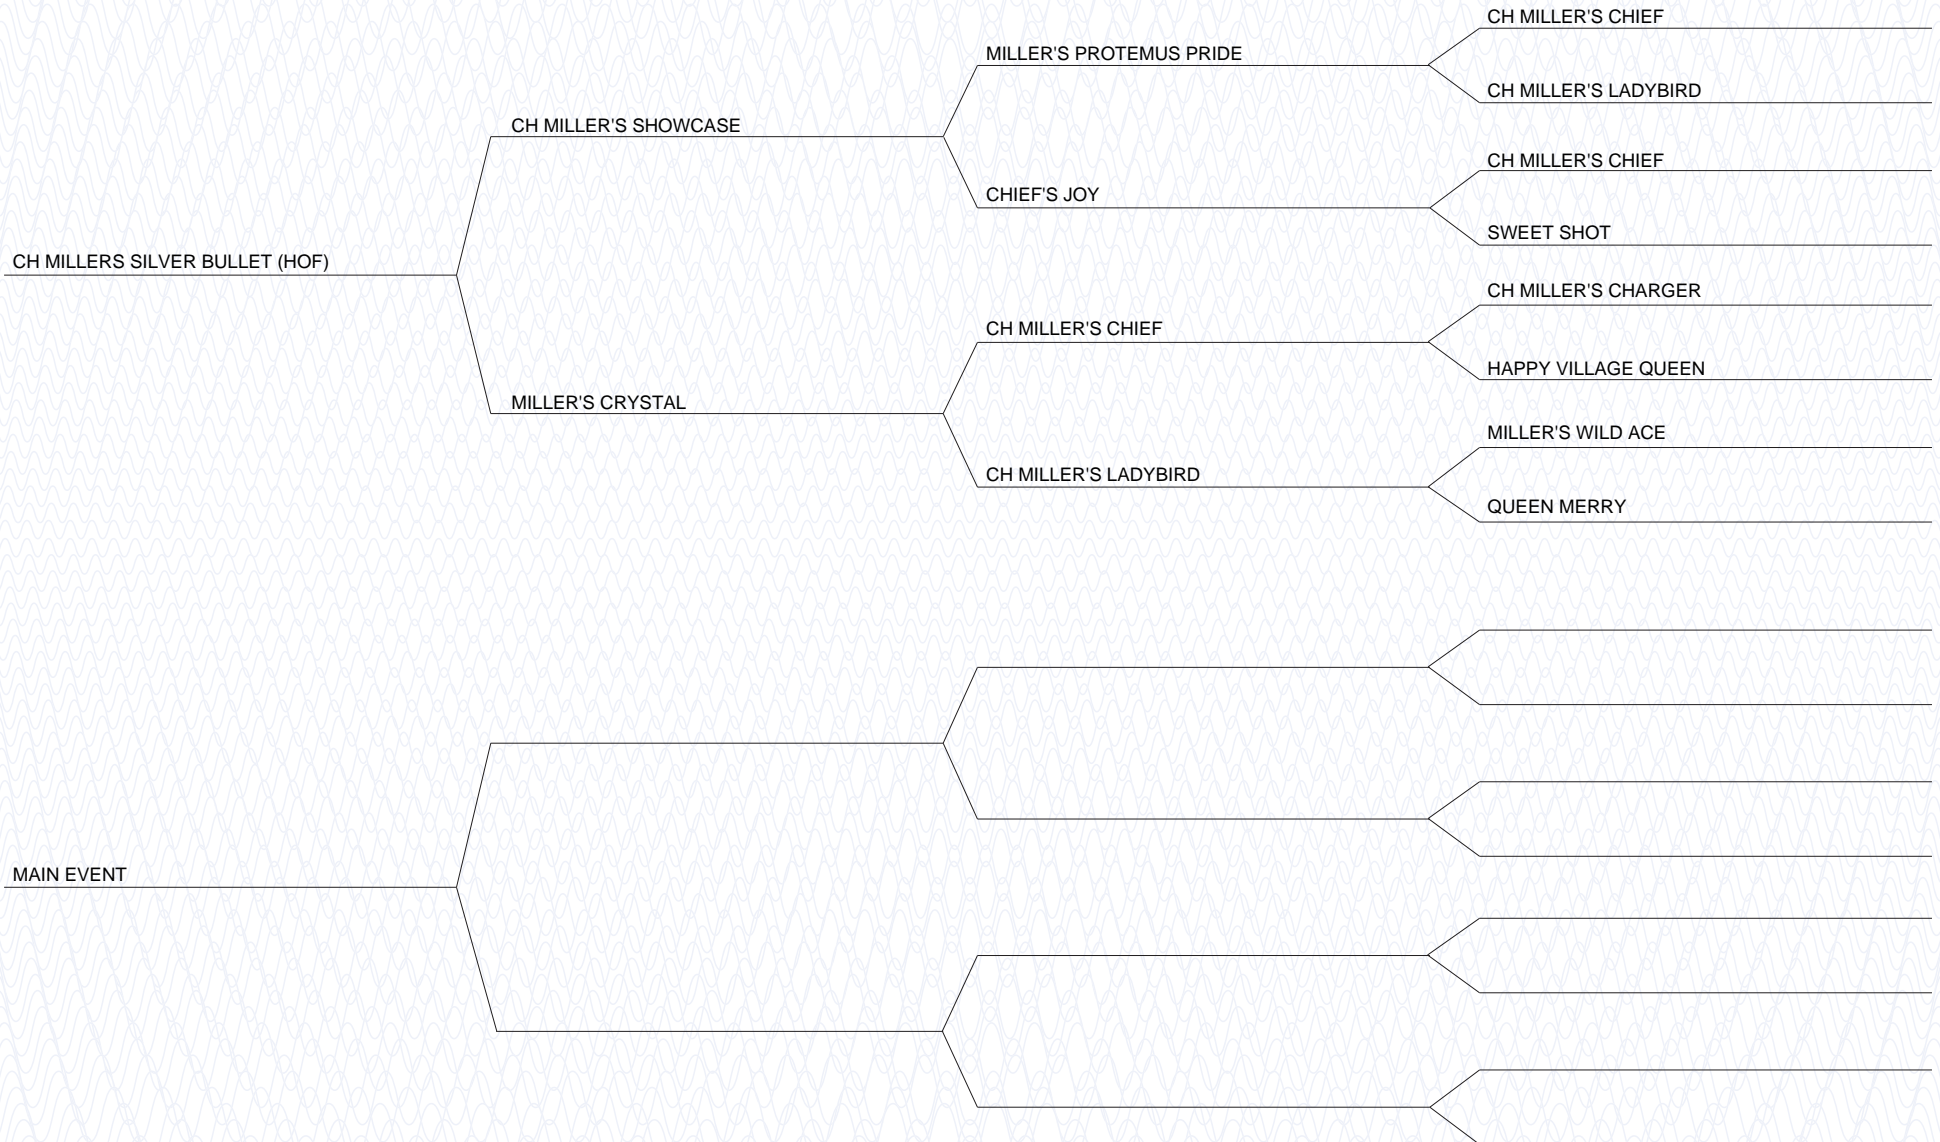 CH MILLER'S CHIEF
MILLER'S PROTEMUS PRIDE
CH MILLER'S LADYBIRD
CH MILLER'S SHOWCASE
CH MILLER'S CHIEF
CHIEF'S JOY
SWEET SHOT
CH MILLERS SILVER BULLET (HOF)
CH MILLER'S CHARGER
CH MILLER'S CHIEF
HAPPY VILLAGE QUEEN
MILLER'S CRYSTAL
MILLER'S WILD ACE
CH MILLER'S LADYBIRD
QUEEN MERRY
MAIN EVENT